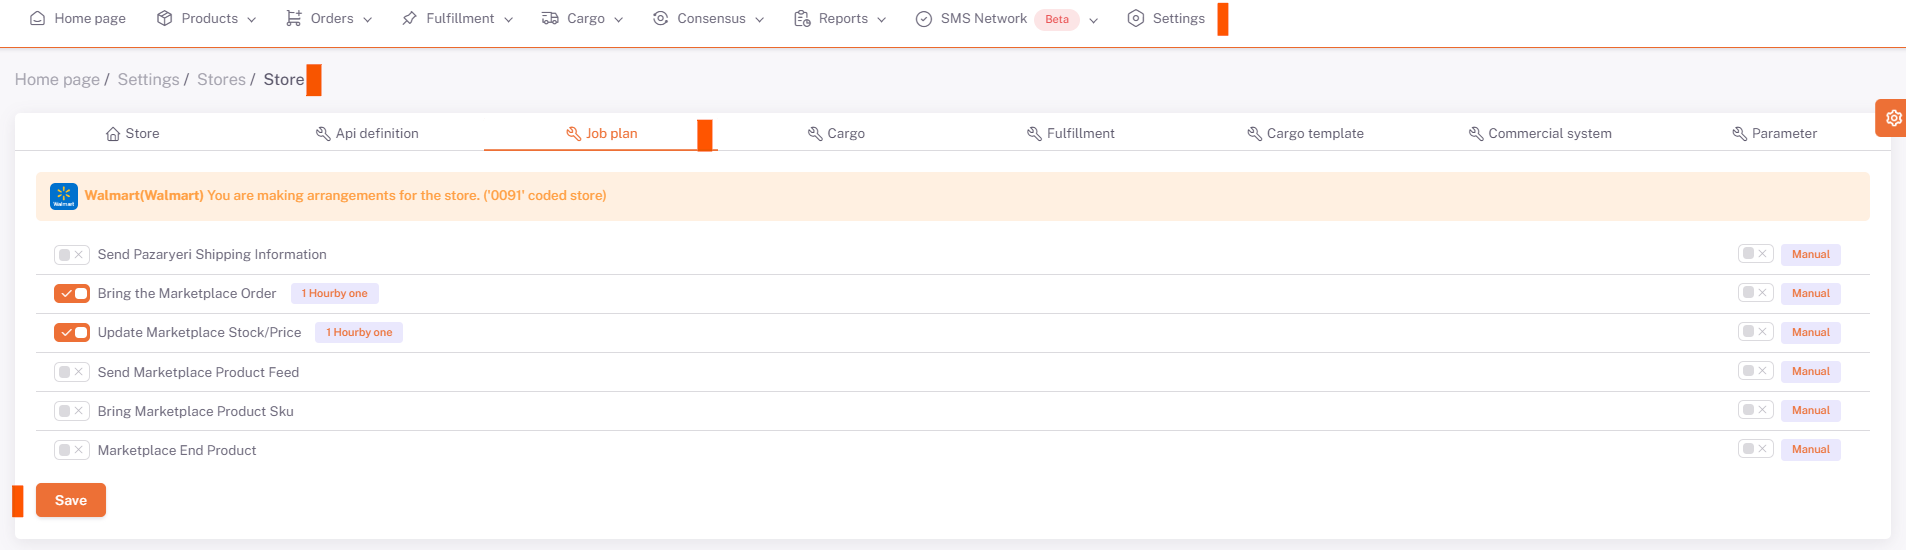 Home page Products Orders Fulfillment Cargo Consensus Reports SMS Network Beta Settings
Home page / Settings / Stores / Store
Store Api definition Job plan Cargo Fulfillment Cargo template Commercial system Parameter
Walmart Walmart(Walmart) You are making arrangements for the store. ('0091' coded store)
Send Pazaryeri Shipping Information Manual
Bring the Marketplace Order 1 Hourby one Manual
Update Marketplace Stock/Price 1 Hourby one Manual
Send Marketplace Product Feed Manual
Bring Marketplace Product Sku Manual
Marketplace End Product Manual
Save